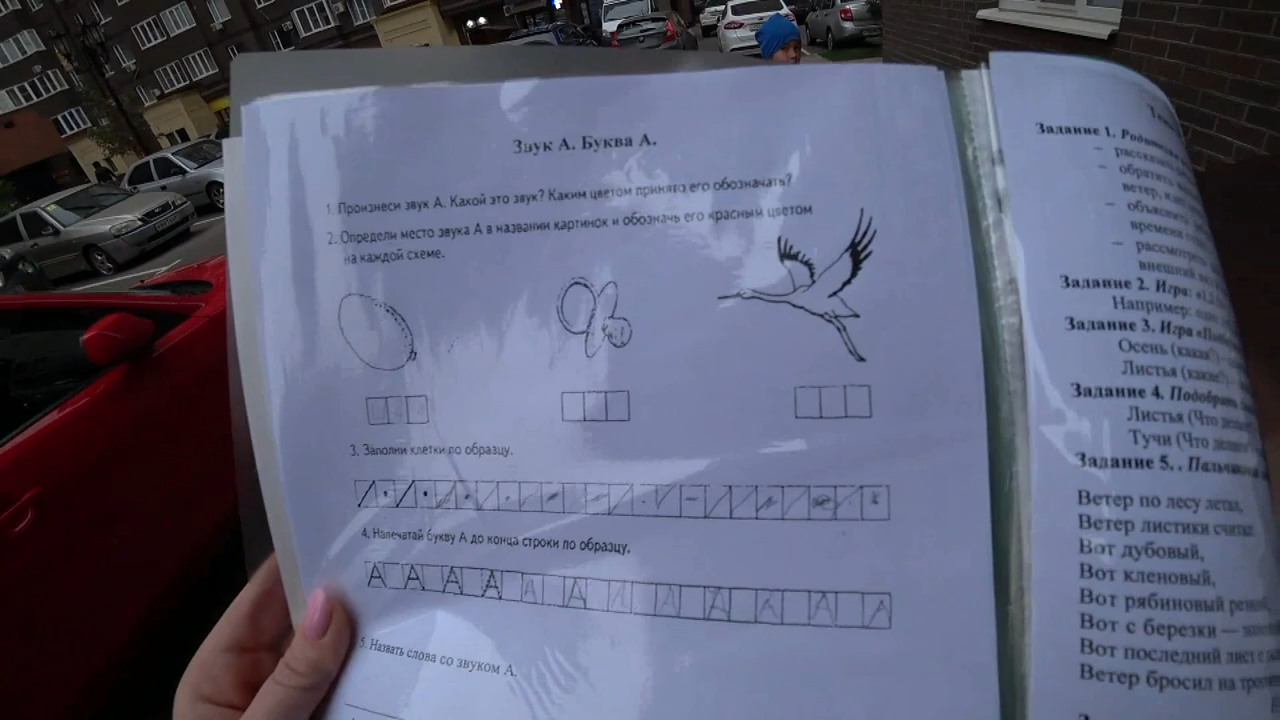 Звук А. Буква А.
1. Произнеси звук А. Какой это звук? Каким цветом принято его обозначать?
2. Определи место звука А в названии картинок и обозначь его красным цветом
на каждой схеме.
3. Заполни клетки по образцу.
4. Напечатай букву А до конца строки по образцу.
А А А А А А А А А А А А
5. Назвать слова со звуком А.
Задание 1.
Задание 2. Игра:
Например:
Задание 3. Игра
Осень (какая?) –
Листья (какие?)
Задание 4. Подобрать
Листья (Что
Тучи (Что
Задание 5. .
Ветер по лесу летал,
Ветер листики считал
Вот дубовый,
Вот кленовый,
Вот рябиновый
Вот с березки —
Вот последний лист с
Ветер бросил на